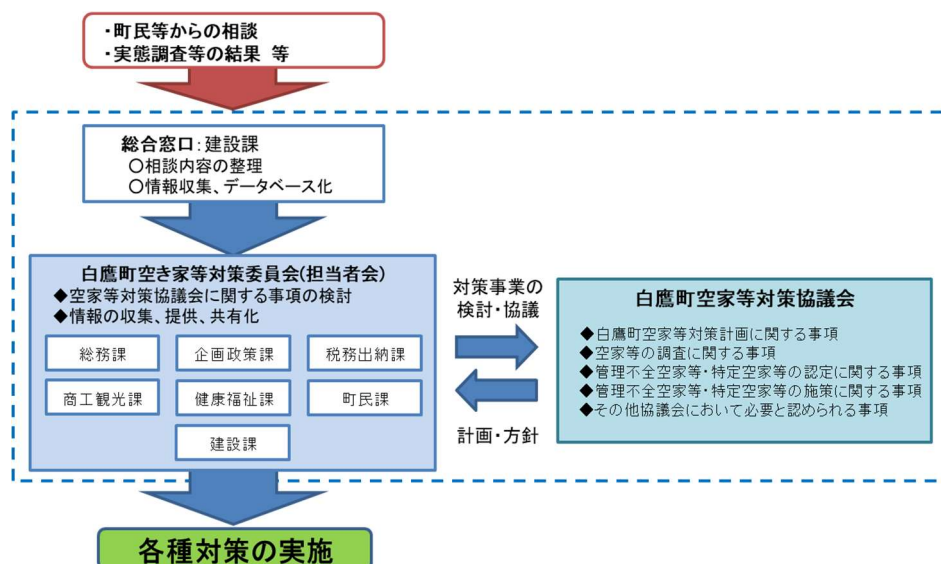 ・町民等からの相談
・実態調査等の結果 等
総合窓口：建設課
○相談内容の整理
○情報収集、データベース化
白鷹町空き家等対策委員会(担当者会)
◆空家等対策協議会に関する事項の検討
◆情報の収集、提供、共有化
総務課
企画政策課
税務出納課
商工観光課
健康福祉課
町民課
建設課
対策事業の
検討・協議
計画・方針
白鷹町空家等対策協議会
◆白鷹町空家等対策計画に関する事項
◆空家等の調査に関する事項
◆管理不全空家等・特定空家等の認定に関する事項
◆管理不全空家等・特定空家等の施策に関する事項
◆その他協議会において必要と認められる事項
各種対策の実施